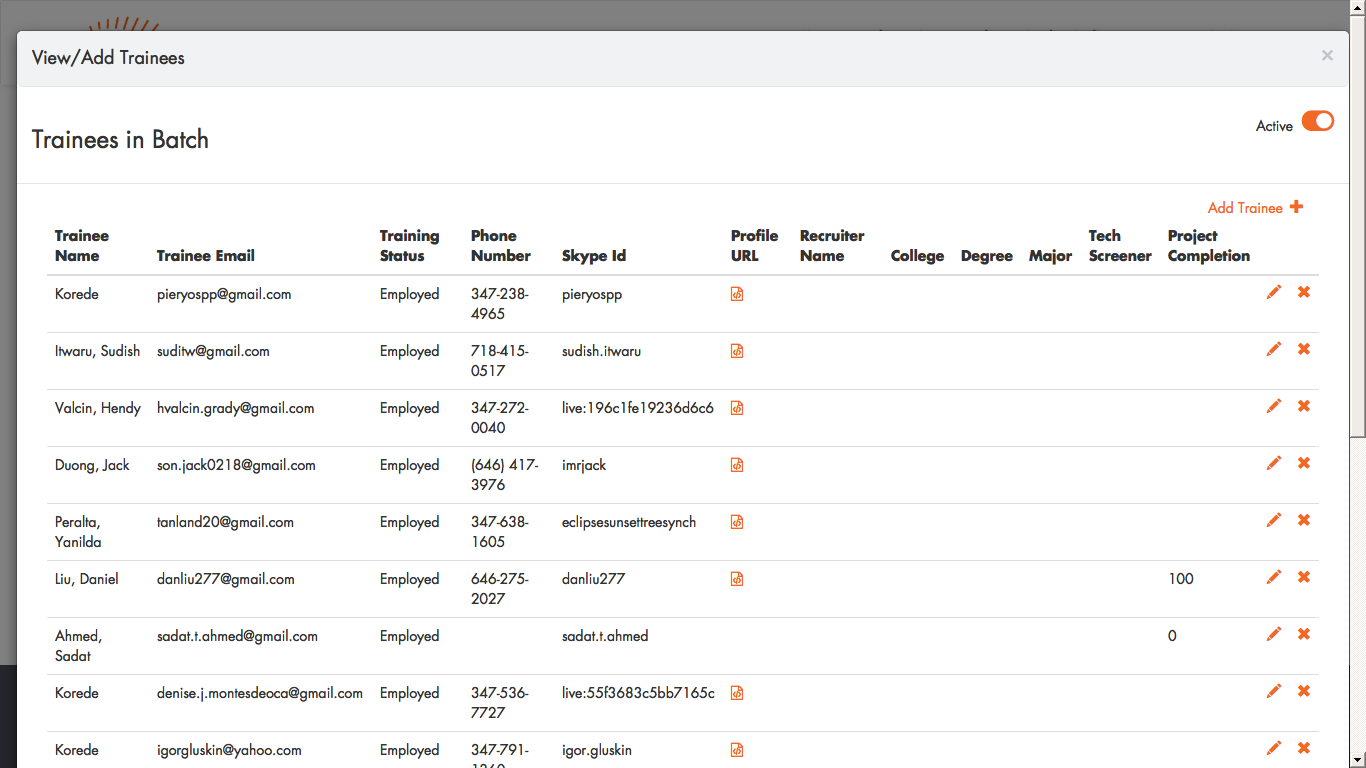 View/Add Trainees
×
Trainees in Batch
Active
Add Trainee +
Trainee Name Trainee Email Training Status Phone Number Skype Id Profile URL Recruiter Name College Degree Major Tech Screener Project Completion
Korede pieryospp@gmail.com Employed 347-238-4965 pieryospp
Itwaru, Sudish suditw@gmail.com Employed 718-415-0517 sudish.itwaru
Valcin, Hendy hvalcin.grady@gmail.com Employed 347-272-0040 live:196c1fe19236d6c6
Duong, Jack son.jack0218@gmail.com Employed (646) 417-3976 imrjack
Peralta, Yanilda tanland20@gmail.com Employed 347-638-1605 eclipsesunsettreesynch
Liu, Daniel danliu277@gmail.com Employed 646-275-2027 danliu277 100
Ahmed, Sadat sadat.t.ahmed@gmail.com Employed sadat.t.ahmed 0
Korede denise.j.montesdeoca@gmail.com Employed 347-536-7727 live:55f3683c5bb7165c
Korede igorgluskin@yahoo.com Employed 347-791- igor.gluskin